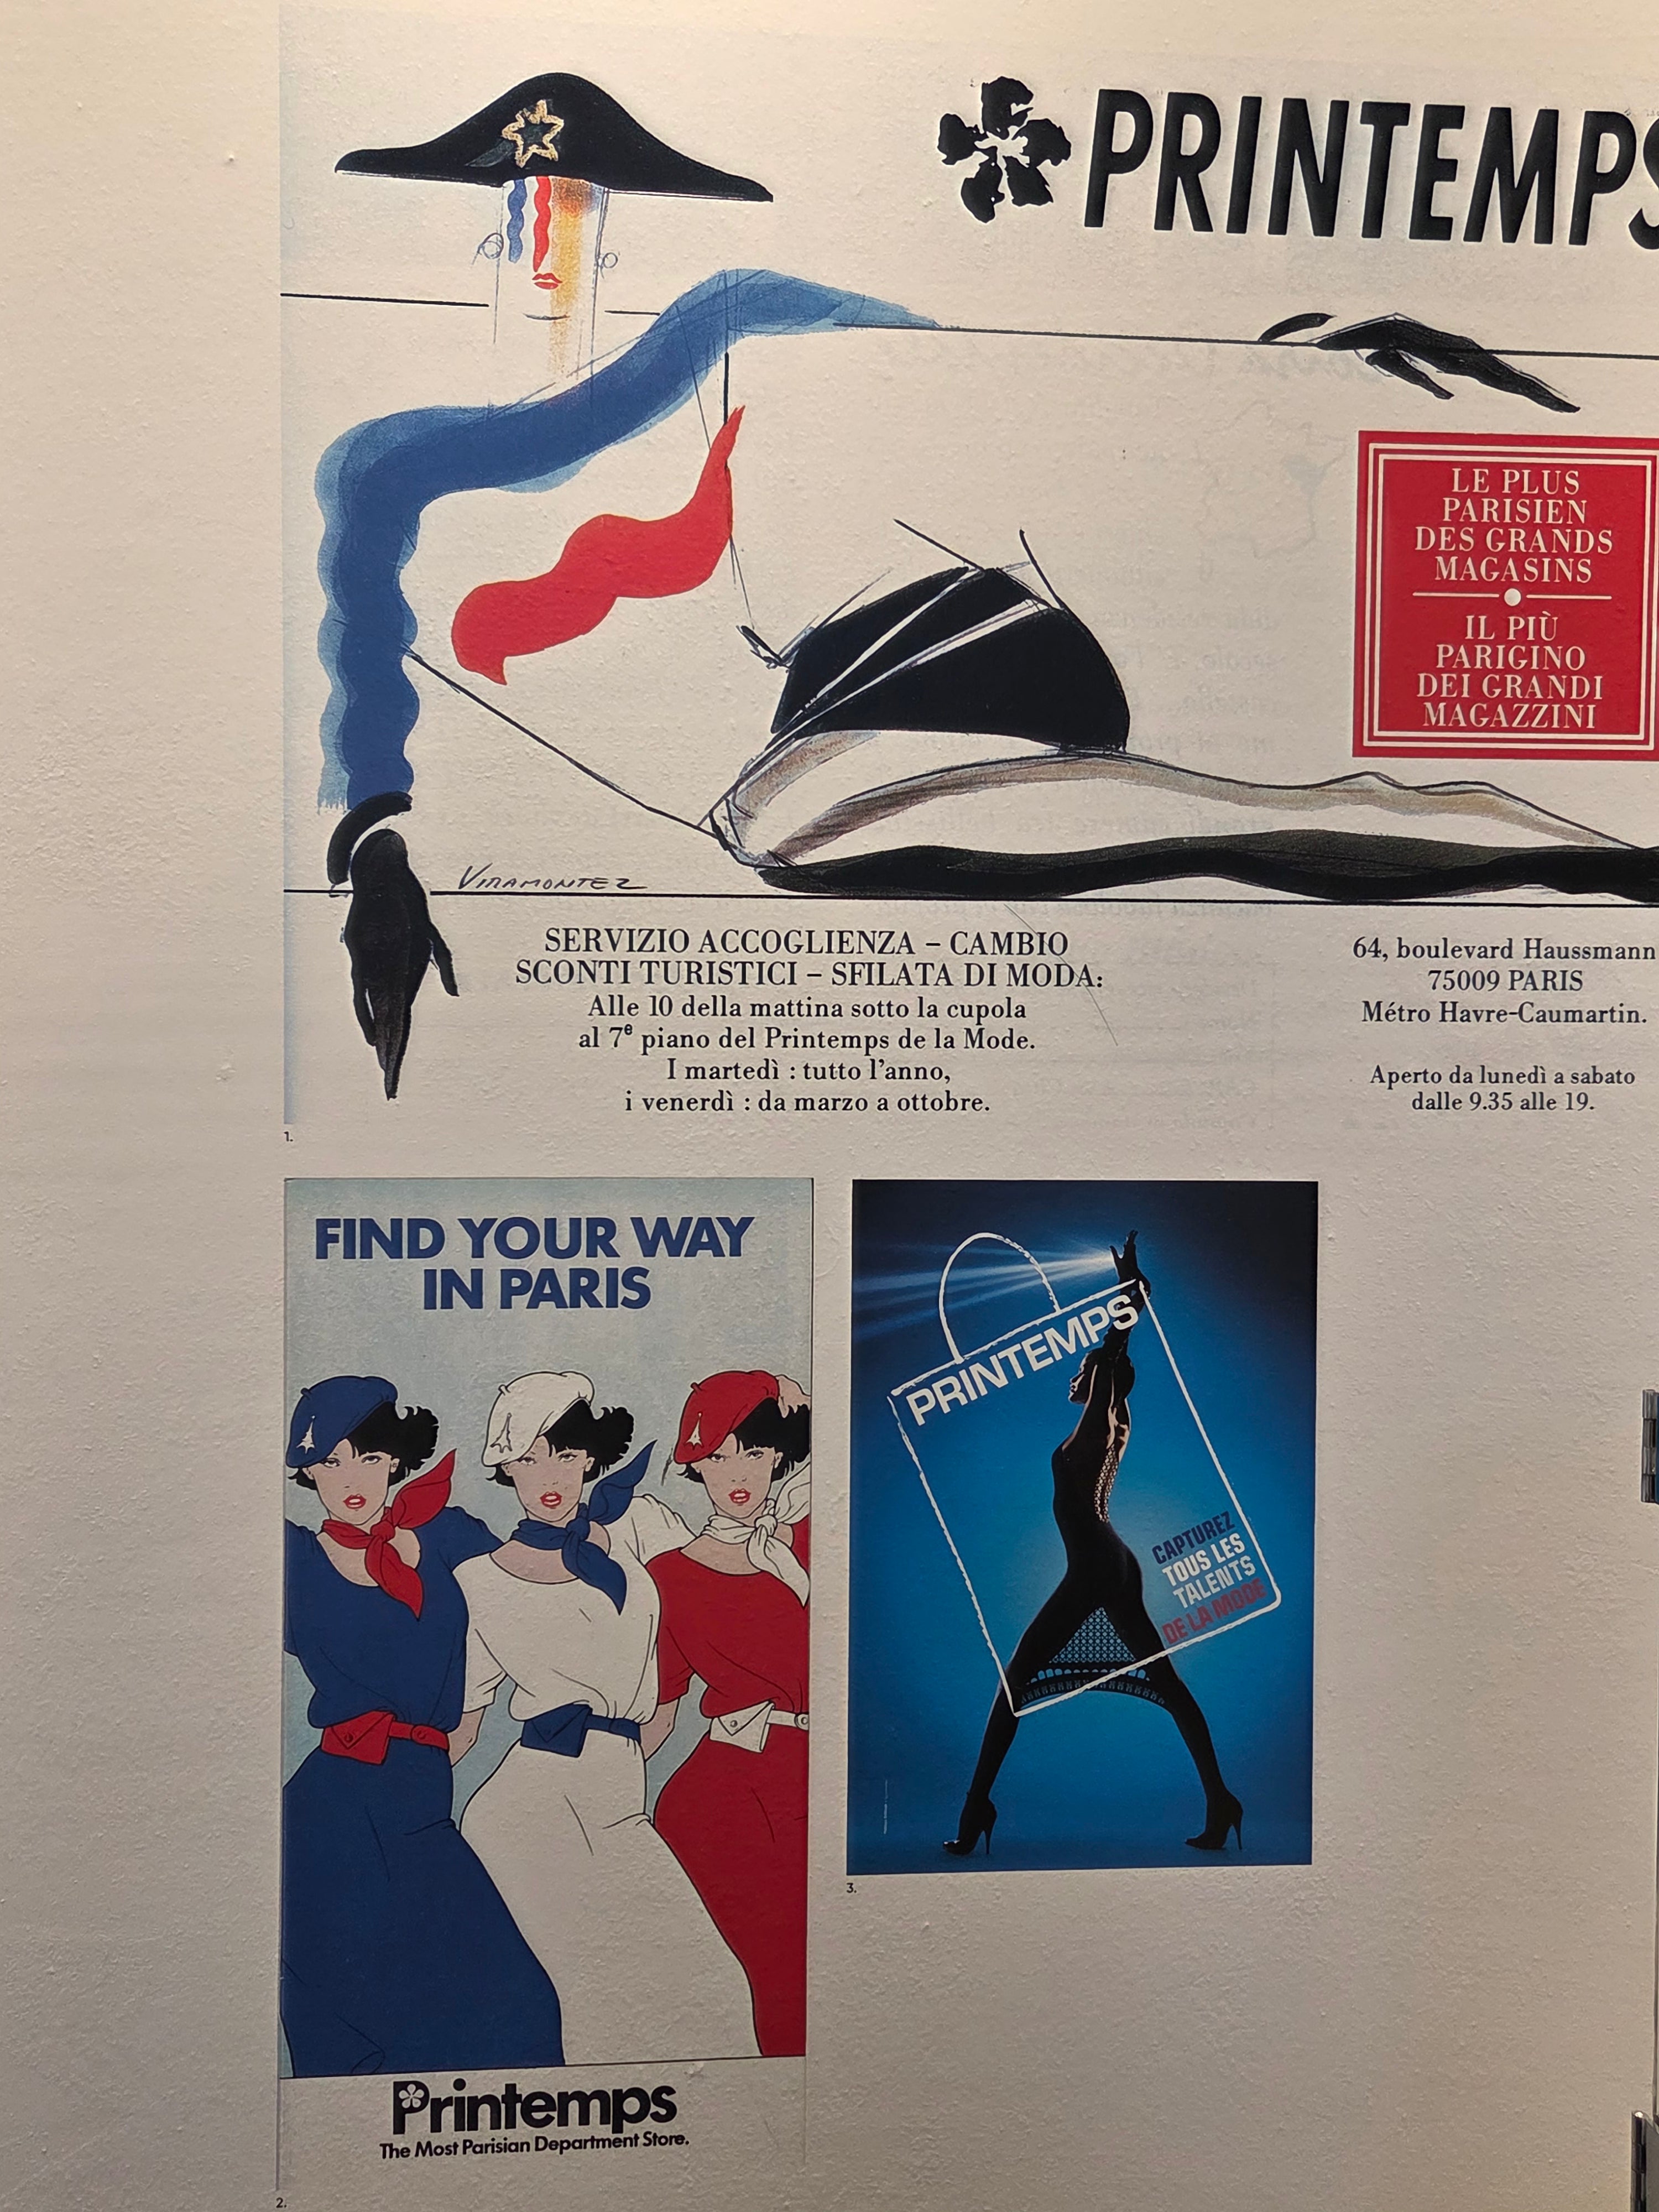 PRINTEMPS
LE PLUS
PARISIEN
DES GRANDS
MAGASINS
IL PIÙ
PARIGINO
DEI GRANDI
MAGAZZINI
VIRAMONTEZ
SERVIZIO ACCOGLIENZA – CAMBIO
SCONTI TURISTICI – SFILATA DI MODA:
Alle 10 della mattina sotto la cupola
al 7e piano del Printemps de la Mode.
I martedì : tutto l'anno,
i venerdì : da marzo a ottobre.
64, boulevard Haussmann
75009 PARIS
Métro Havre-Caumartin.
Aperto da lunedì a sabato
dalle 9.35 alle 19.
1.
FIND YOUR WAY
IN PARIS
Printemps
The Most Parisian Department Store.
2.
PRINTEMPS
CAPTUREZ
TOUS LES
TALENTS
DE LA MODE
3.